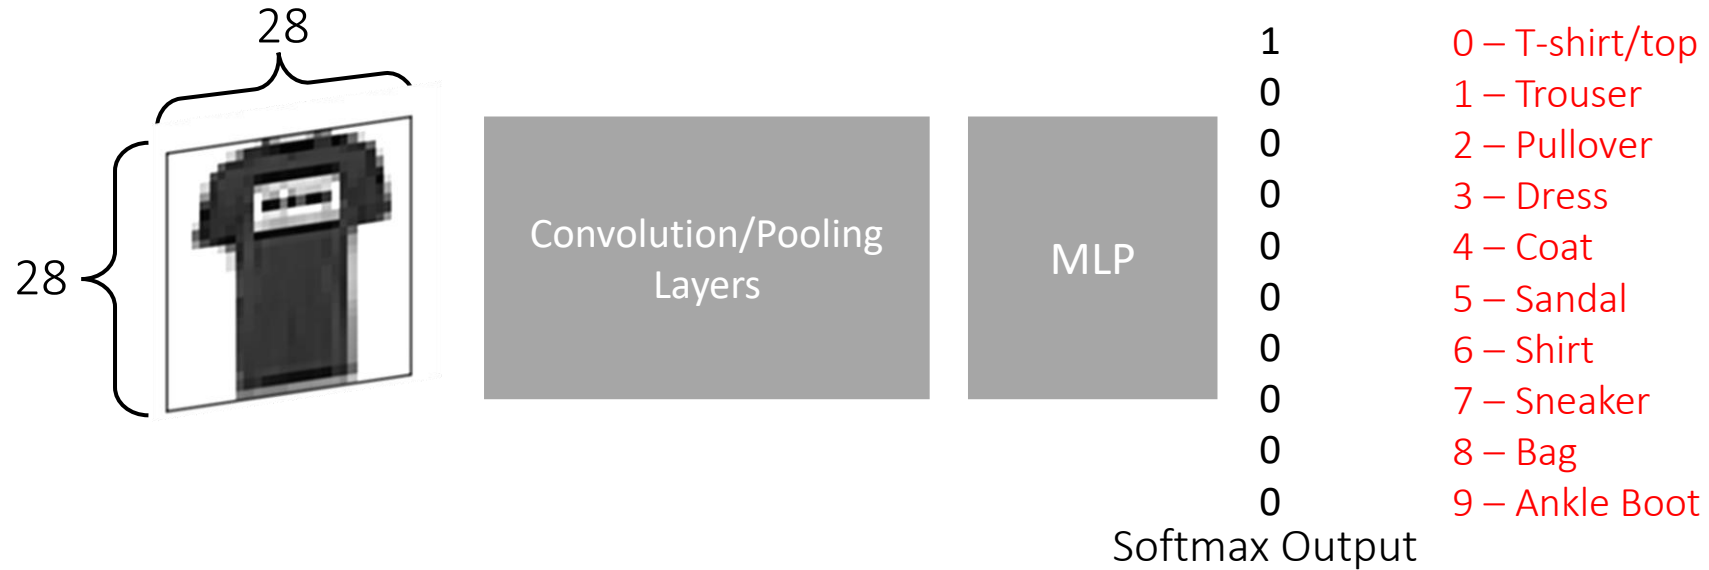 28
28
Convolution/Pooling
Layers
MLP
1
0
0
0
0
0
0
0
0
0
Softmax Output
0 – T-shirt/top
1 – Trouser
2 – Pullover
3 – Dress
4 – Coat
5 – Sandal
6 – Shirt
7 – Sneaker
8 – Bag
9 – Ankle Boot